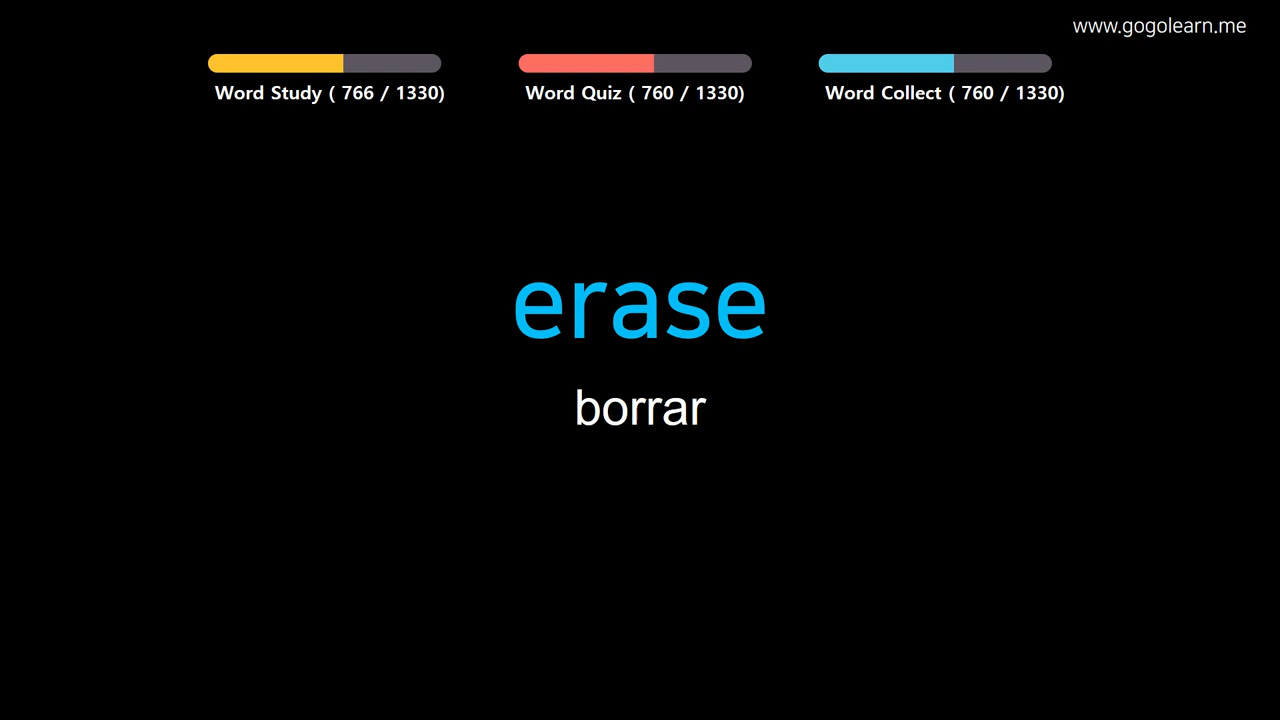 www.gogolearn.me
Word Study ( 766 / 1330)
Word Quiz ( 760 / 1330)
Word Collect ( 760 / 1330)
erase
borrar